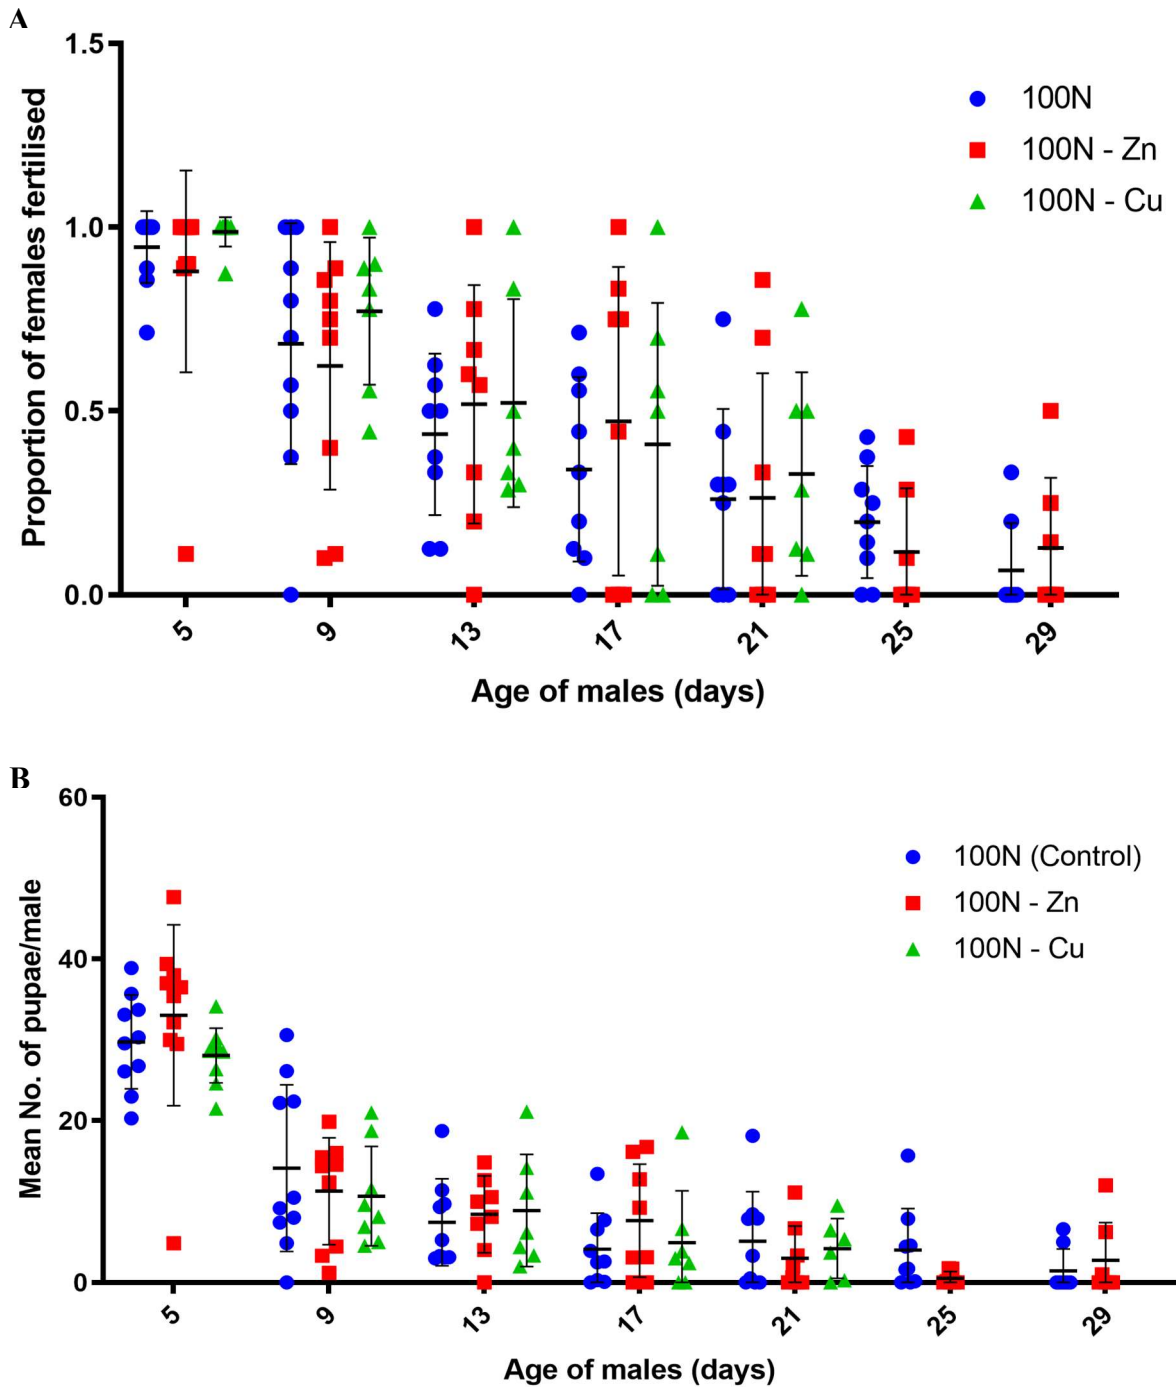 A
1.5
1.0
0.5
0.0
Proportion of females fertilised
100N
100N - Zn
100N - Cu
5
9
13
17
21
25
29
Age of males (days)
B
60
40
20
0
Mean No. of pupae/male
100N (Control)
100N - Zn
100N - Cu
5
9
13
17
21
25
29
Age of males (days)